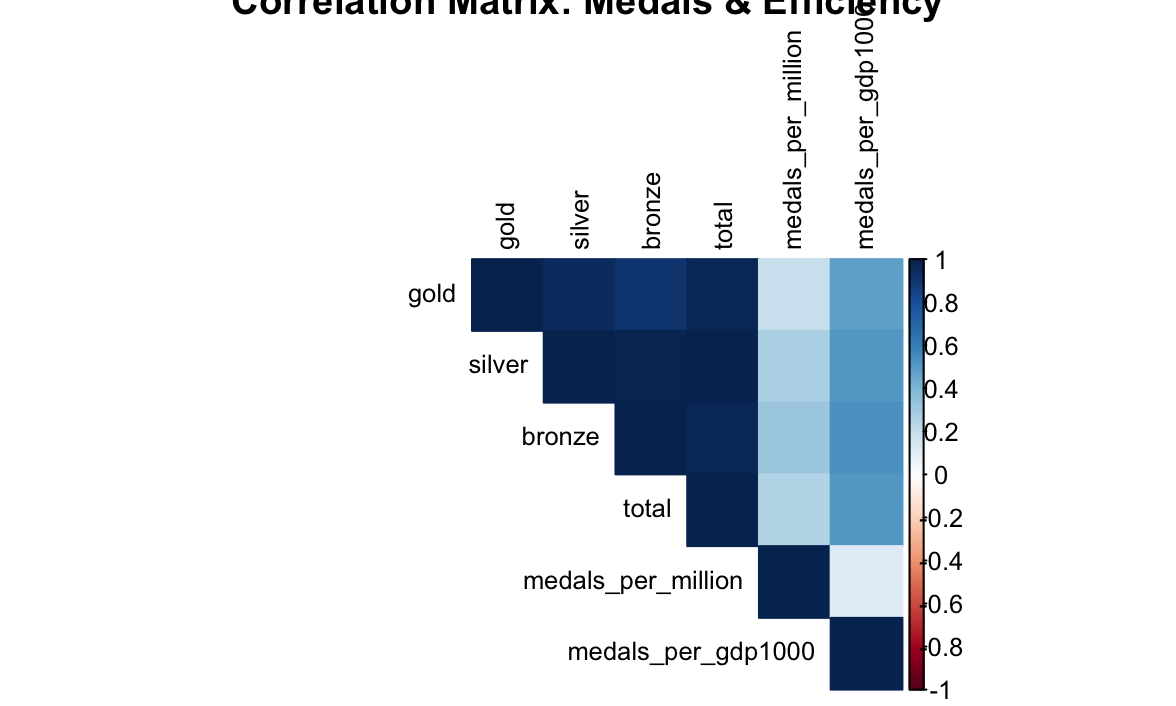 Correlation Matrix: Medals & Efficiency
gold
silver
bronze
total
medals_per_million
medals_per_gdp1000
gold
silver
bronze
total
medals_per_million
medals_per_gdp1000
1
0.8
0.6
0.4
0.2
0
-0.2
-0.4
-0.6
-0.8
-1